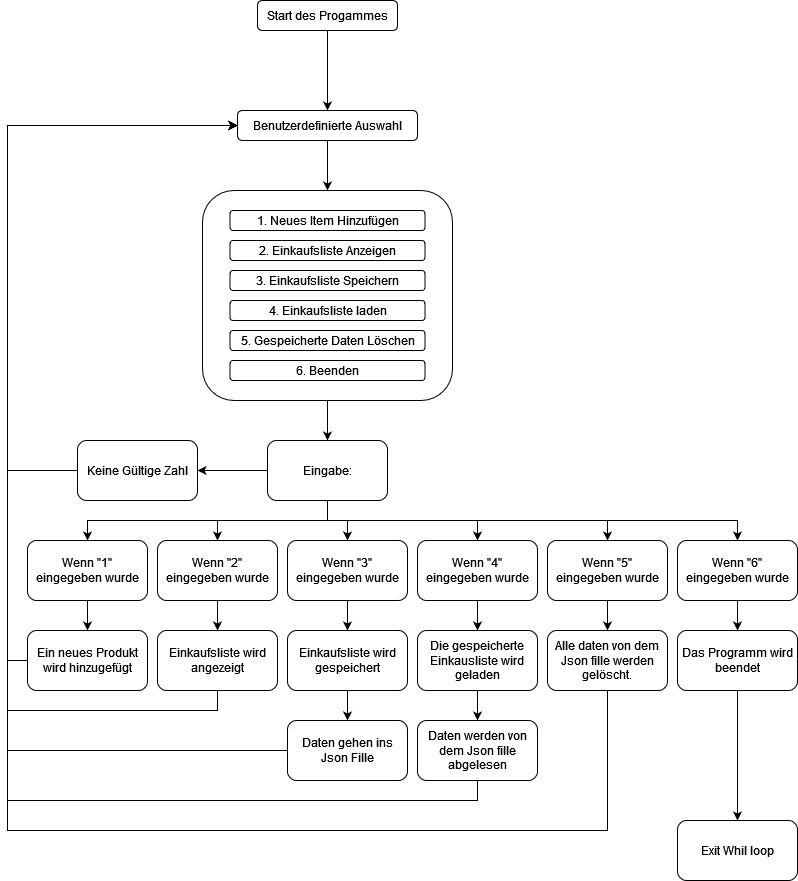 Start des Progammes
Benutzerdefinierte Auswahl
1. Neues Item Hinzufügen
2. Einkaufsliste Anzeigen
3. Einkaufsliste Speichern
4. Einkaufsliste laden
5. Gespeicherte Daten Löschen
6. Beenden
Keine Gültige Zahl
Eingabe:
Wenn "1"
eingegeben wurde
Wenn "2"
eingegeben wurde
Wenn "3"
eingegeben wurde
Wenn "4"
eingegeben wurde
Wenn "5"
eingegeben wurde
Wenn "6"
eingegeben wurde
Ein neues Produkt
wird hinzugefügt
Einkaufsliste wird
angezeigt
Einkaufsliste wird
gespeichert
Die gespeicherte
Einkausliste wird
geladen
Alle daten von dem
Json fille werden
gelöscht.
Das Programm wird
beendet
Daten gehen ins
Json Fille
Daten werden von
dem Json fille
abgelesen
Exit Whil loop